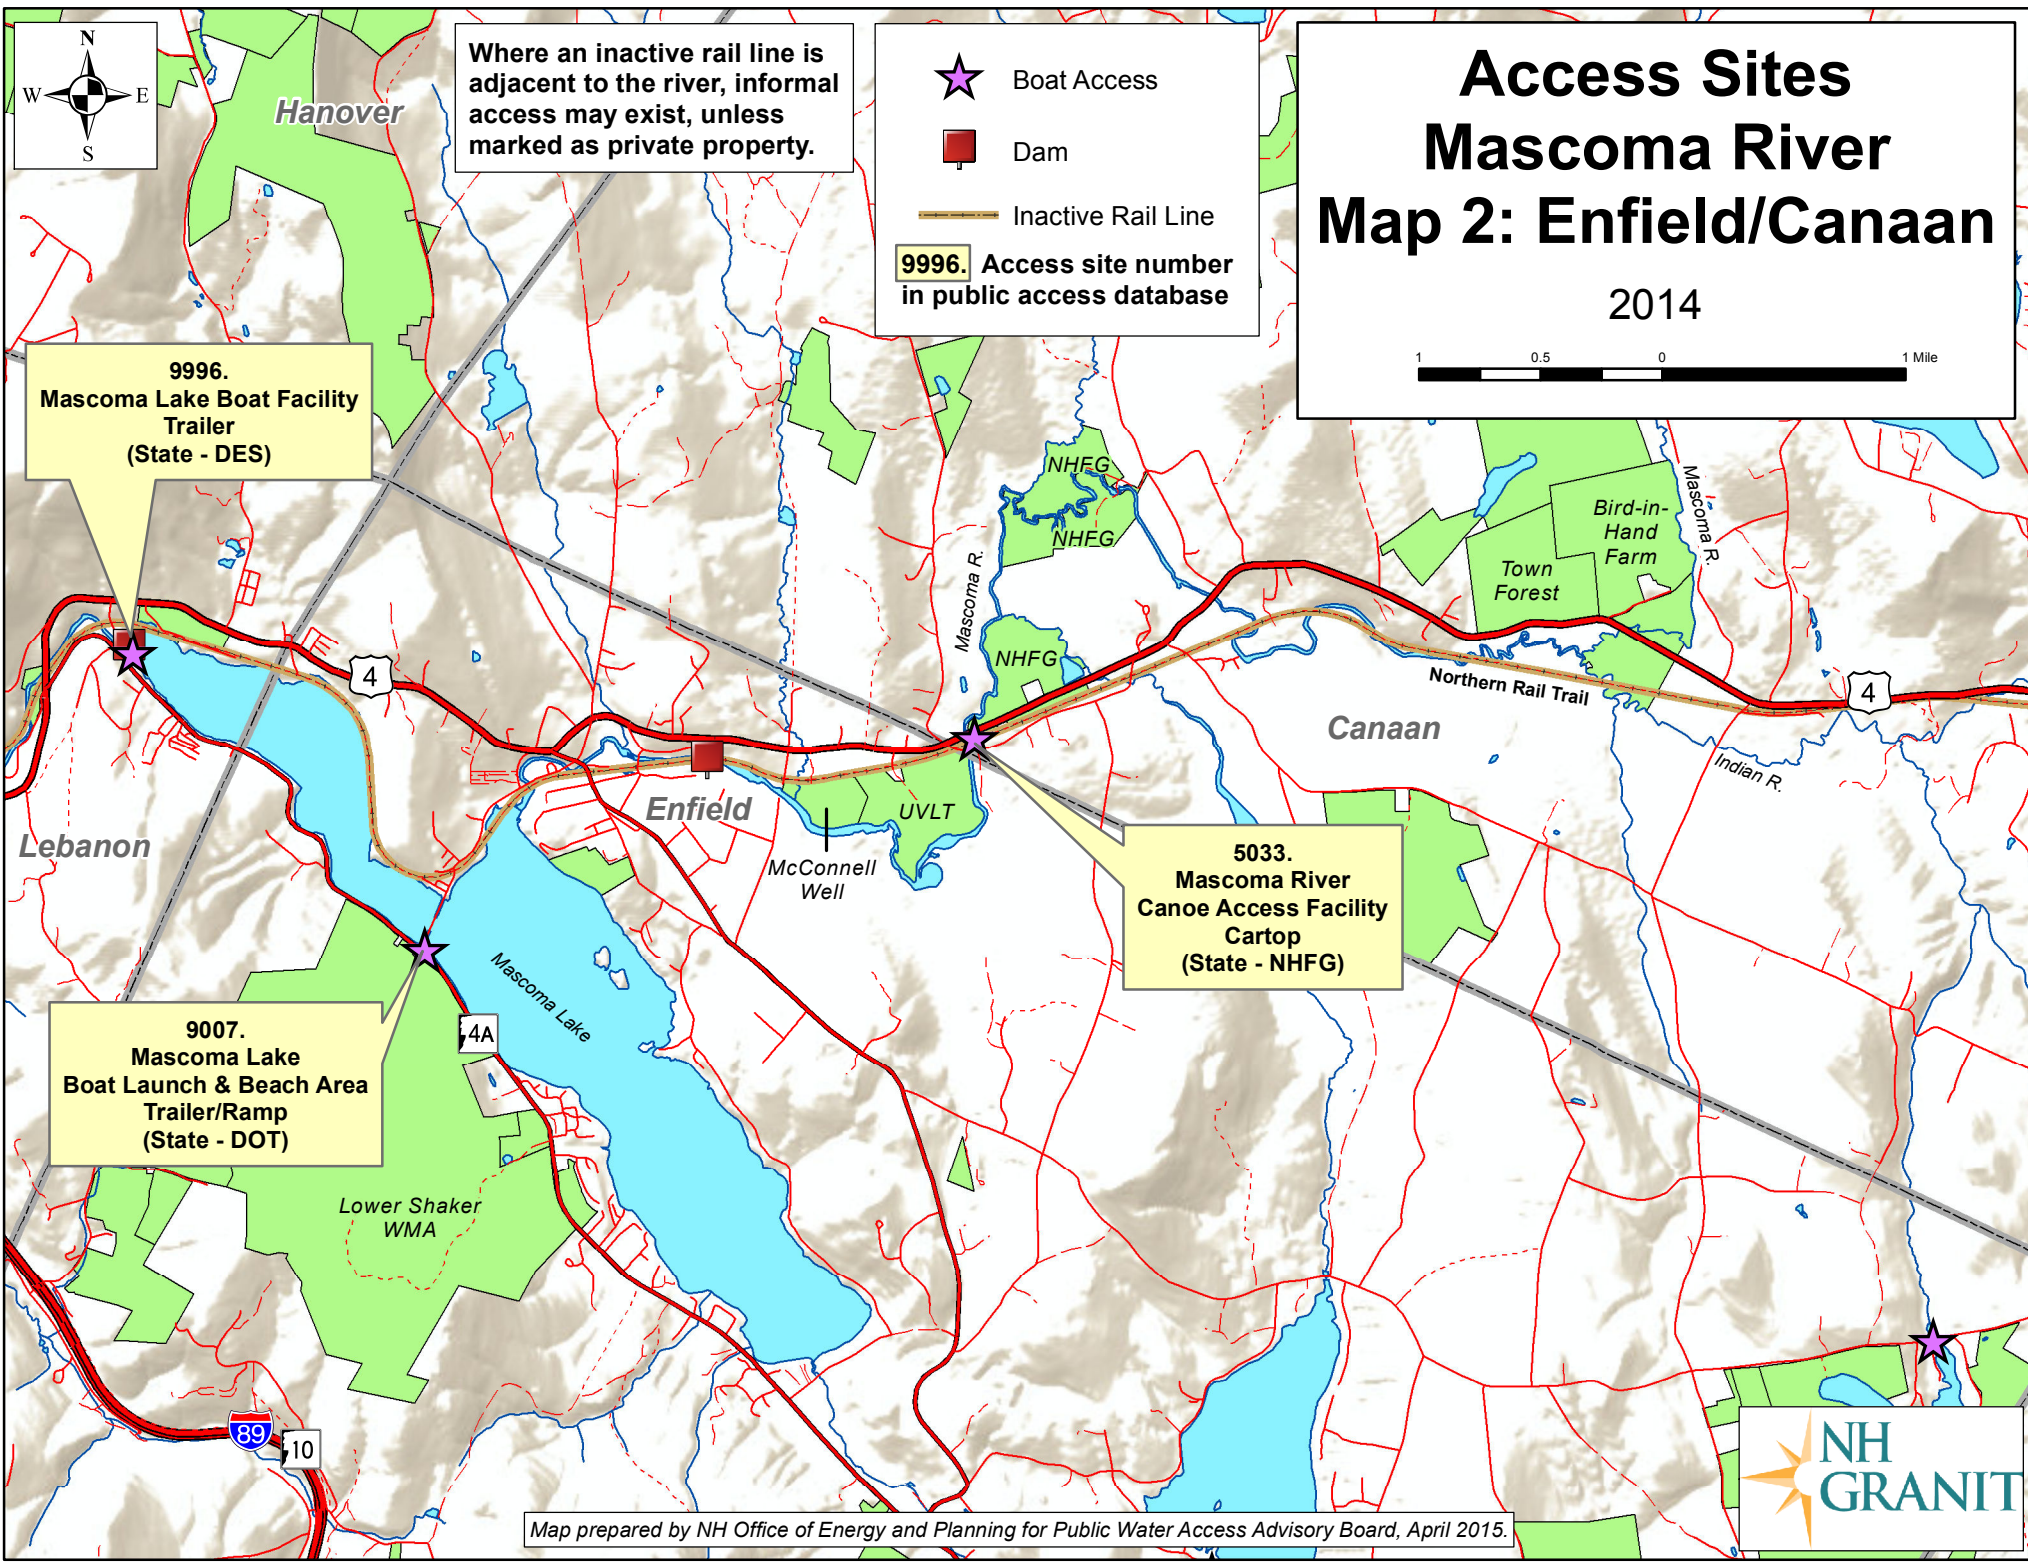 N
W
E
S
Hanover
Where an inactive rail line is
adjacent to the river, informal
access may exist, unless
marked as private property.
Boat Access
Dam
Inactive Rail Line
9996. Access site number
in public access database
Access Sites
Mascoma River
Map 2: Enfield/Canaan
2014
1 0.5 0 1 Mile
9996.
Mascoma Lake Boat Facility
Trailer
(State - DES)
NHFG
NHFG
Mascoma R.
NHFG
Mascoma R.
Bird-in-
Hand
Farm
Town
Forest
4
Northern Rail Trail
4
Canaan
Indian R.
Enfield
UVLT
McConnell
Well
Lebanon
5033.
Mascoma River
Canoe Access Facility
Cartop
(State - NHFG)
Mascoma Lake
4A
9007.
Mascoma Lake
Boat Launch & Beach Area
Trailer/Ramp
(State - DOT)
Lower Shaker
WMA
89
10
NH
GRANIT
Map prepared by NH Office of Energy and Planning for Public Water Access Advisory Board, April 2015.